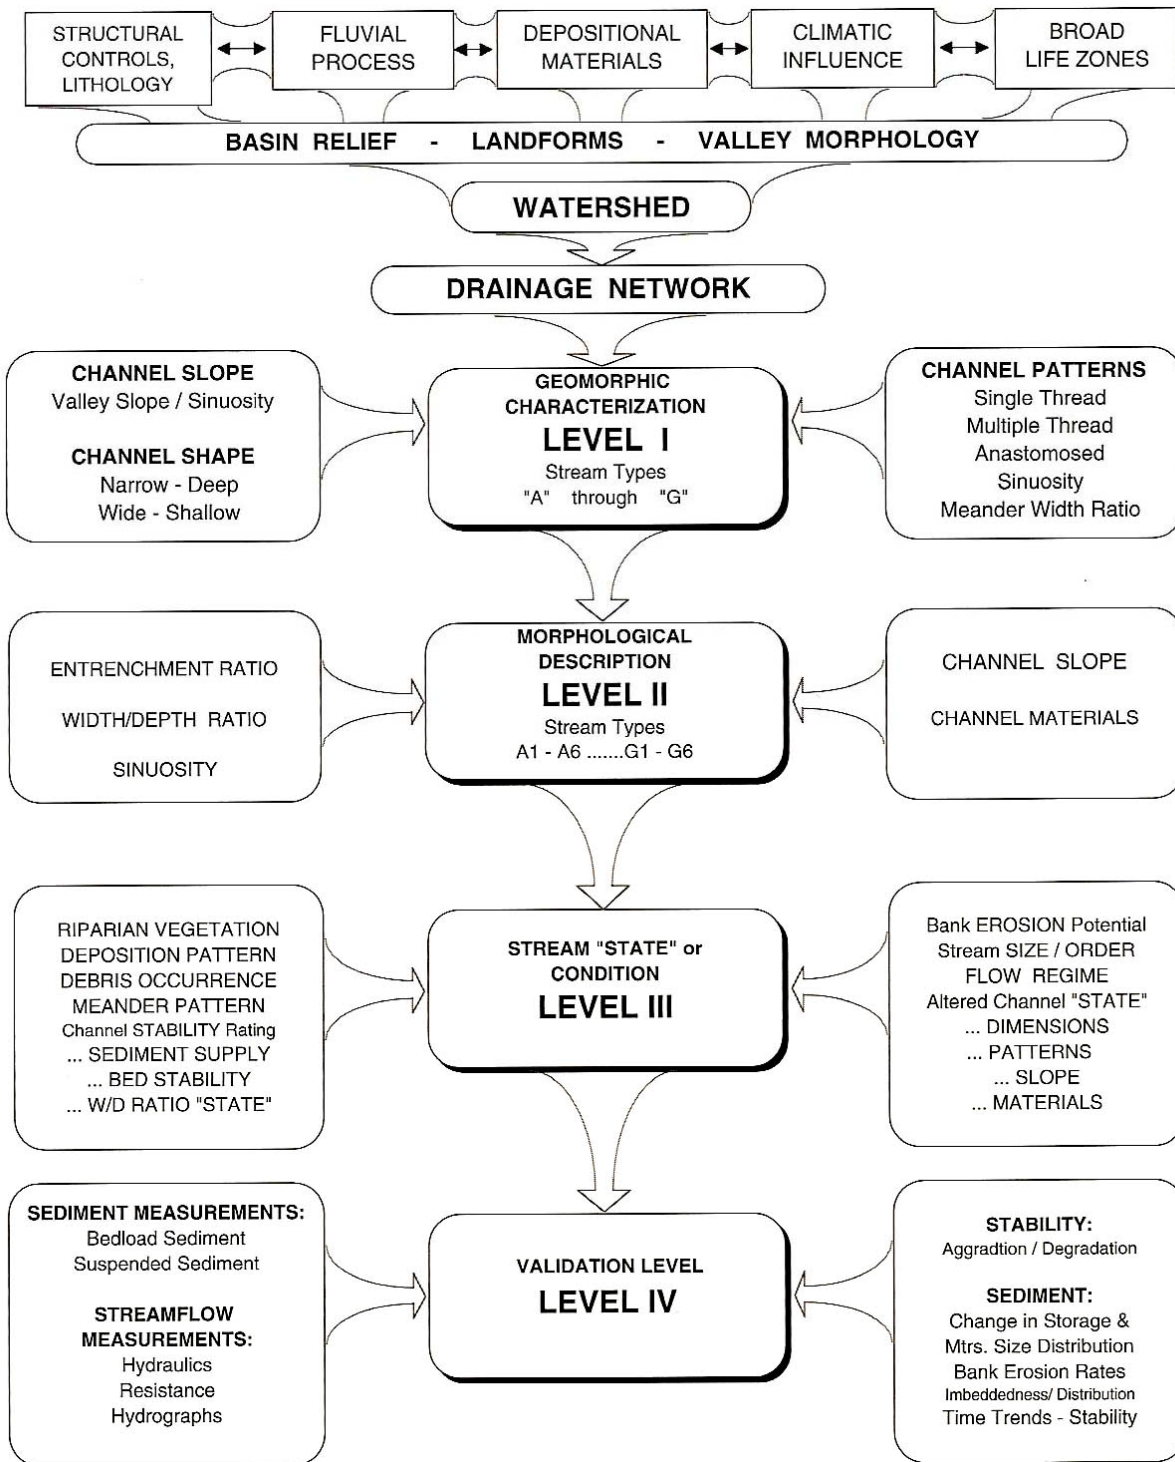 STRUCTURAL
CONTROLS,
LITHOLOGY
FLUVIAL
PROCESS
DEPOSITIONAL
MATERIALS
CLIMATIC
INFLUENCE
BROAD
LIFE ZONES
BASIN RELIEF - LANDFORMS - VALLEY MORPHOLOGY
WATERSHED
DRAINAGE NETWORK
CHANNEL SLOPE
Valley Slope / Sinuosity
CHANNEL SHAPE
Narrow - Deep
Wide - Shallow
GEOMORPHIC
CHARACTERIZATION
LEVEL I
Stream Types
"A" through "G"
CHANNEL PATTERNS
Single Thread
Multiple Thread
Anastomosed
Sinuosity
Meander Width Ratio
ENTRENCHMENT RATIO
WIDTH/DEPTH RATIO
SINUOSITY
MORPHOLOGICAL
DESCRIPTION
LEVEL II
Stream Types
A1 - A6 .......G1 - G6
CHANNEL SLOPE
CHANNEL MATERIALS
RIPARIAN VEGETATION
DEPOSITION PATTERN
DEBRIS OCCURRENCE
MEANDER PATTERN
Channel STABILITY Rating
... SEDIMENT SUPPLY
... BED STABILITY
... W/D RATIO "STATE"
STREAM "STATE" or
CONDITION
LEVEL III
Bank EROSION Potential
Stream SIZE / ORDER
FLOW REGIME
Altered Channel "STATE"
... DIMENSIONS
... PATTERNS
... SLOPE
... MATERIALS
SEDIMENT MEASUREMENTS:
Bedload Sediment
Suspended Sediment
STREAMFLOW
MEASUREMENTS:
Hydraulics
Resistance
Hydrographs
VALIDATION LEVEL
LEVEL IV
STABILITY:
Aggradtion / Degradation
SEDIMENT:
Change in Storage &
Mtrs. Size Distribution
Bank Erosion Rates
Imbeddedness/ Distribution
Time Trends - Stability